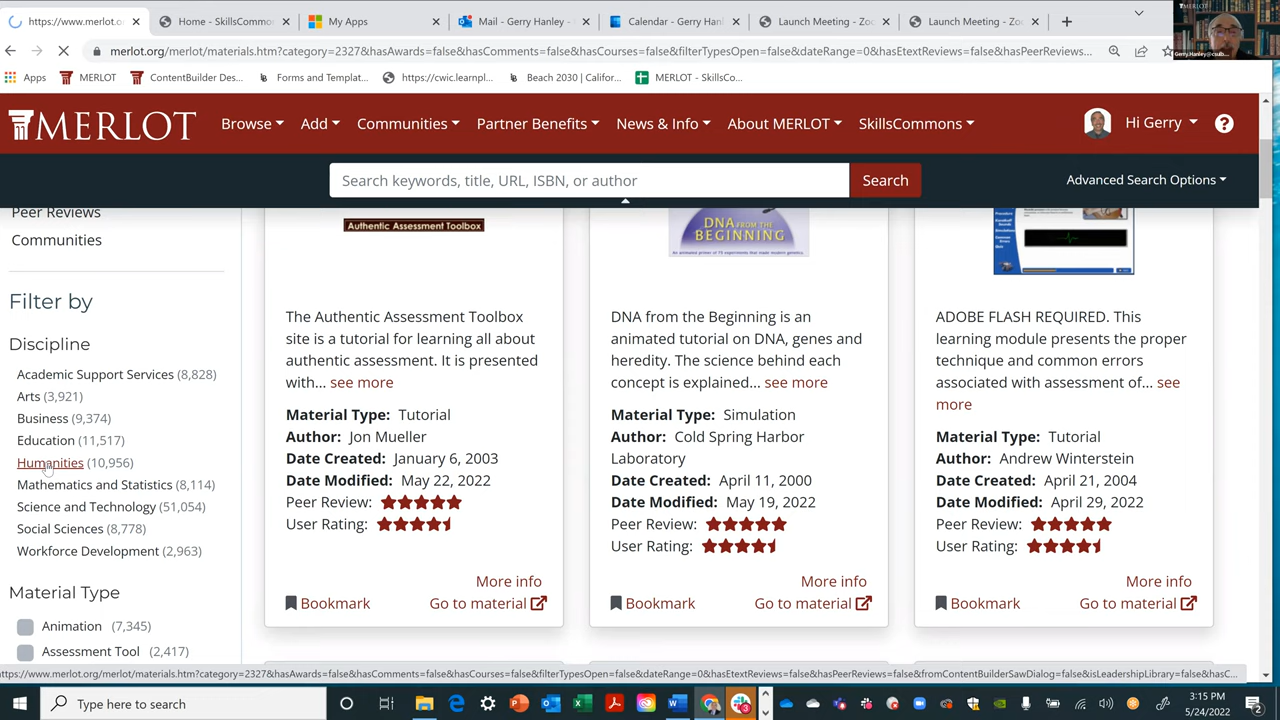 https://www.merlot.or
Home - SkillsCommo
My Apps
Mail - Gerry Hanley -
Calendar - Gerry Han
Launch Meeting - Zoo
Launch Meeting - Zoo
merlot.org/merlot/materials.htm?category=2327&hasAwards=false&hasComments=false&hasCourses=false&filterTypesOpen=false&dateRange=0&hasEtextReviews=false&hasPeerReviews...
Gerry.Hanley@csulb...
Apps
MERLOT
ContentBuilder Des...
Forms and Templat...
https://cwic.learnpl...
Beach 2030 | Califor...
MERLOT - SkillsCo...
MERLOT
Browse
Add
Communities
Partner Benefits
News & Info
About MERLOT
SkillsCommons
Hi Gerry
Search keywords, title, URL, ISBN, or author
Search
Advanced Search Options
Peer Reviews
Communities
Filter by
Discipline
Academic Support Services (8,828)
Arts (3,921)
Business (9,374)
Education (11,517)
Humanities (10,956)
Mathematics and Statistics (8,114)
Science and Technology (51,054)
Social Sciences (8,778)
Workforce Development (2,963)
Material Type
Animation (7,345)
Assessment Tool (2,417)
Authentic Assessment Toolbox
The Authentic Assessment Toolbox
site is a tutorial for learning all about
authentic assessment. It is presented
with... see more
Material Type: Tutorial
Author: Jon Mueller
Date Created: January 6, 2003
Date Modified: May 22, 2022
Peer Review:
User Rating:
More info
Bookmark
Go to material
DNA FROM THE
BEGINNING
DNA from the Beginning is an
animated tutorial on DNA, genes and
heredity. The science behind each
concept is explained... see more
Material Type: Simulation
Author: Cold Spring Harbor
Laboratory
Date Created: April 11, 2000
Date Modified: May 19, 2022
Peer Review:
User Rating:
More info
Bookmark
Go to material
ADOBE FLASH REQUIRED. This
learning module presents the proper
technique and common errors
associated with assessment of... see
more
Material Type: Tutorial
Author: Andrew Winterstein
Date Created: April 21, 2004
Date Modified: April 29, 2022
Peer Review:
User Rating:
More info
Bookmark
Go to material
https://www.merlot.org/merlot/materials.htm?category=2327&hasAwards=false&hasComments=false&hasCourses=false&filterTypesOpen=false&dateRange=0&hasEtextReviews=false&hasPeerReviews=false&fromContentBuilderSawDialog=false&isLeadershipLibrary=false&hasC...
Type here to search
3:15 PM
5/24/2022
2